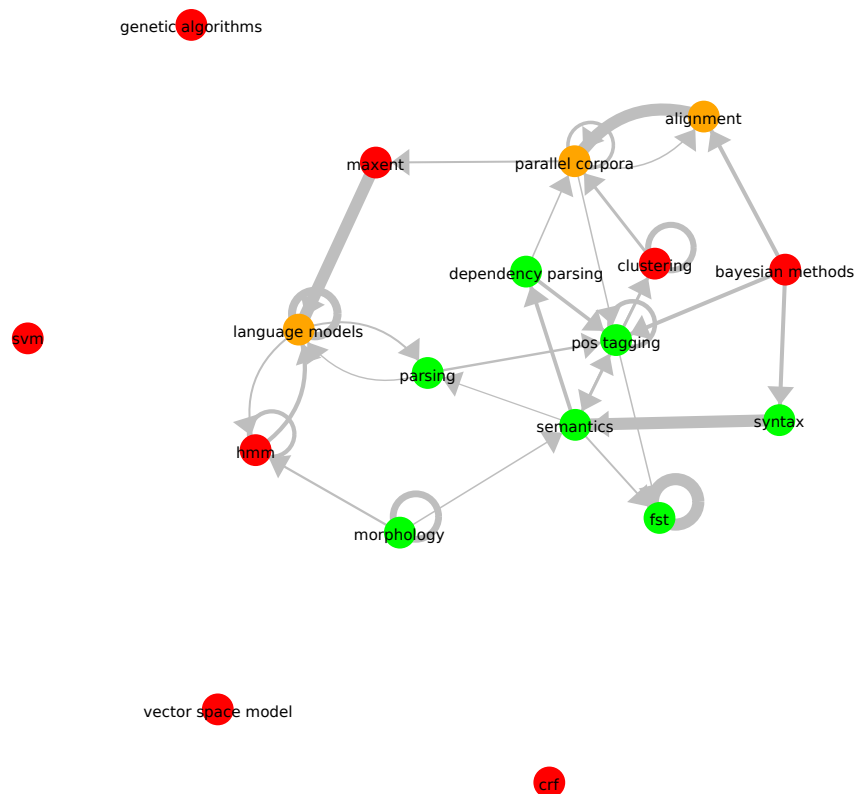 genetic algorithms
alignment
maxent
parallel corpora
clustering
bayesian methods
dependency parsing
language models
svm
pos tagging
parsing
syntax
semantics
hmm
fst
morphology
vector space model
crf